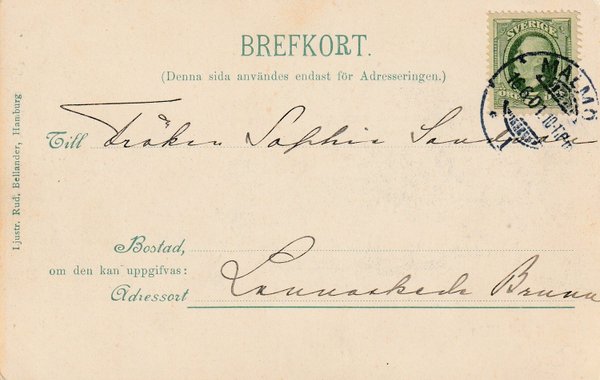 BREFKORT.
(Denna sida användes endast för Adresseringen.)
SVERIGE
MALMÖ
Till Fröken Sophie
Bostad,
om den kan uppgifvas:
Adressort Lannaskede Brunn
Ljustr. Rud. Bellander, Hamburg